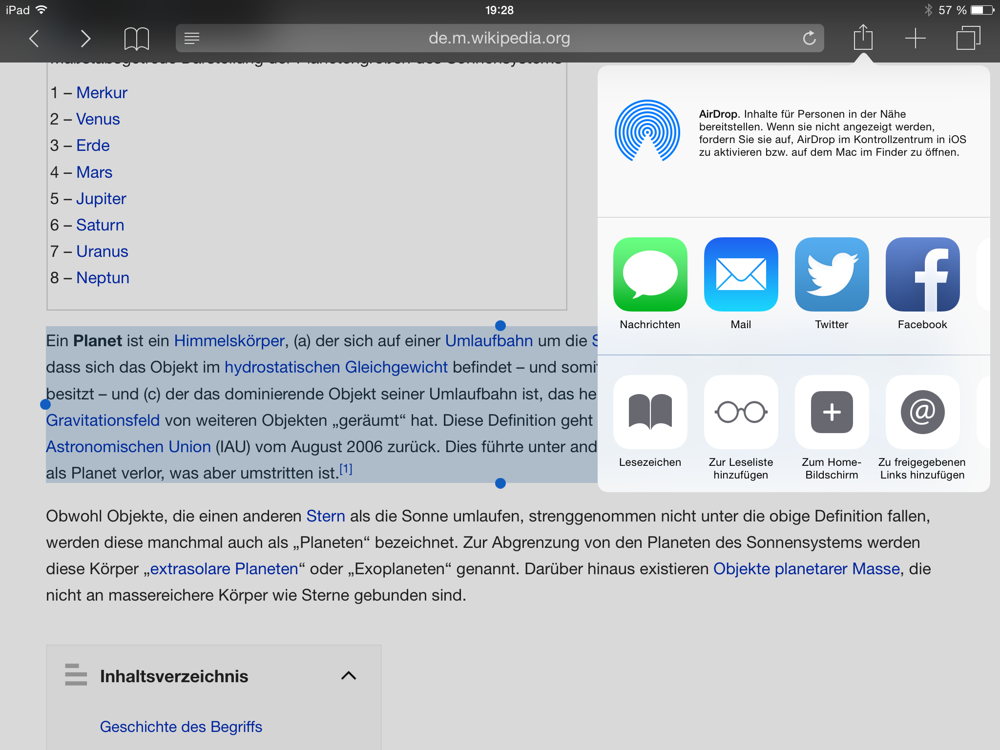 iPad
19:28
57 %
de.m.wikipedia.org
Maßstabsgetreue Darstellung der Planetengrößen des Sonnensystems
1 – Merkur
2 – Venus
3 – Erde
4 – Mars
5 – Jupiter
6 – Saturn
7 – Uranus
8 – Neptun
Ein Planet ist ein Himmelskörper, (a) der sich auf einer Umlaufbahn um die
dass sich das Objekt im hydrostatischen Gleichgewicht befindet – und somit
besitzt – und (c) der das dominierende Objekt seiner Umlaufbahn ist, das he
Gravitationsfeld von weiteren Objekten „geräumt“ hat. Diese Definition geht
Astronomischen Union (IAU) vom August 2006 zurück. Dies führte unter and
als Planet verlor, was aber umstritten ist.[1]
Obwohl Objekte, die einen anderen Stern als die Sonne umlaufen, strenggenommen nicht unter die obige Definition fallen,
werden diese manchmal auch als „Planeten“ bezeichnet. Zur Abgrenzung von den Planeten des Sonnensystems werden
diese Körper „extrasolare Planeten“ oder „Exoplaneten“ genannt. Darüber hinaus existieren Objekte planetarer Masse, die
nicht an massereichere Körper wie Sterne gebunden sind.
Inhaltsverzeichnis
Geschichte des Begriffs
AirDrop. Inhalte für Personen in der Nähe
bereitstellen. Wenn sie nicht angezeigt werden,
fordern Sie sie auf, AirDrop im Kontrollzentrum in iOS
zu aktivieren bzw. auf dem Mac im Finder zu öffnen.
Nachrichten
Mail
Twitter
Facebook
Lesezeichen
Zur Leseliste
hinzufügen
Zum Home-
Bildschirm
Zu freigegebenen
Links hinzufügen